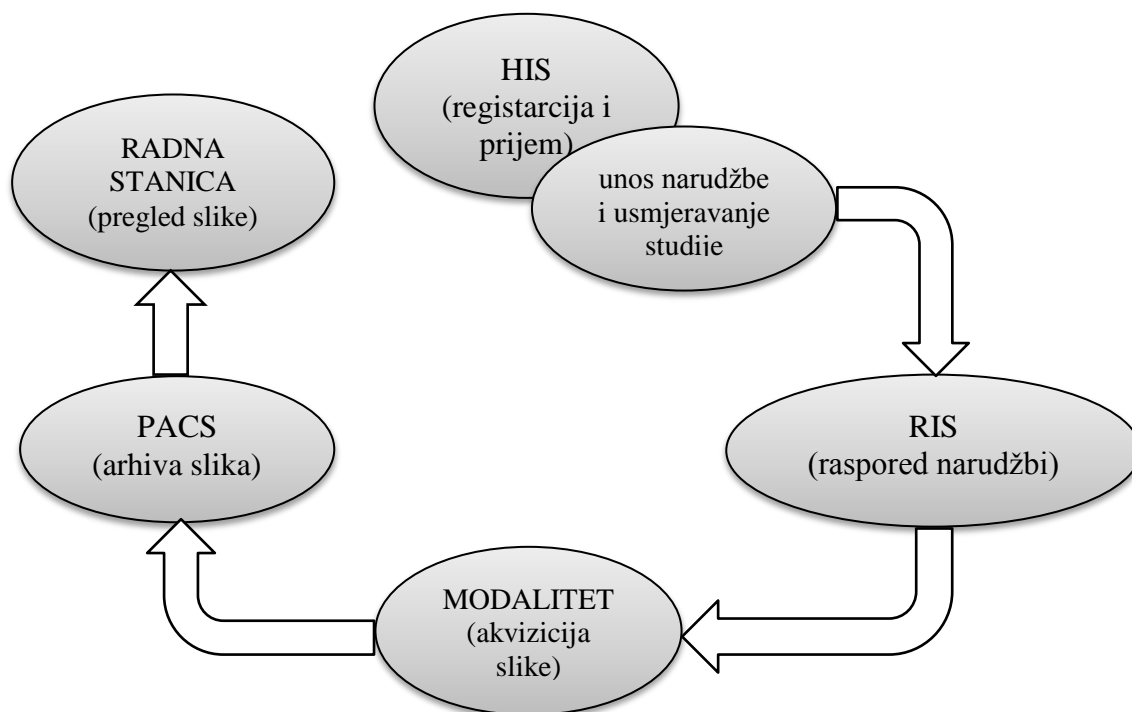 HIS
(registarcija i
prijem)
unos narudžbe
i usmjeravanje
studije
RIS
(raspored narudžbi)
MODALITET
(akvizicija
slike)
PACS
(arhiva slika)
RADNA
STANICA
(pregled slike)